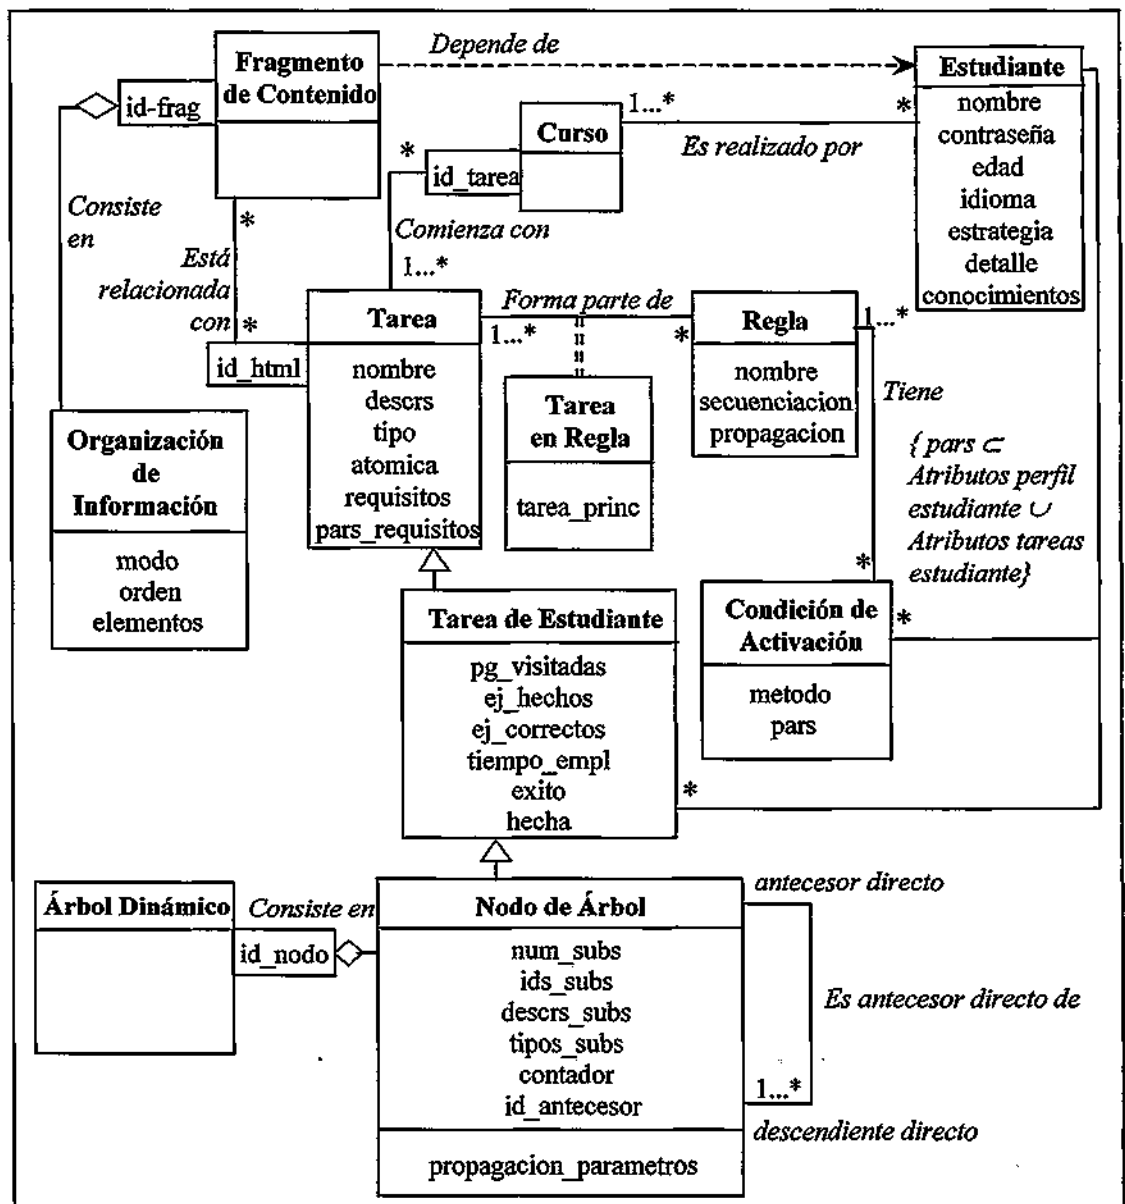 Fragmento
de Contenido
id-frag
Depende de
Estudiante
nombre
contraseña
edad
idioma
estrategia
detalle
conocimientos
1...*
*
Es realizado por
Curso
*
id_tarea
Comienza con
1...*
Consiste
en
*
Está
relacionada
con
*
id_html
Tarea
nombre
descrs
tipo
atomica
requisitos
pars_requisitos
Forma parte de
1...*
*
Tarea
en Regla
tarea_princ
Regla
nombre
secuenciacion
propagacion
1...*
Tiene
{ pars ⊂
Atributos perfil
estudiante ∪
Atributos tareas
estudiante}
*
Organización
de
Información
modo
orden
elementos
Condición de
Activación
metodo
pars
*
Tarea de Estudiante
pg_visitadas
ej_hechos
ej_correctos
tiempo_empl
exito
hecha
*
Árbol Dinámico
Consiste en
id_nodo
Nodo de Árbol
num_subs
ids_subs
descrs_subs
tipos_subs
contador
id_antecesor
propagacion_parametros
antecesor directo
Es antecesor directo de
1...*
descendiente directo